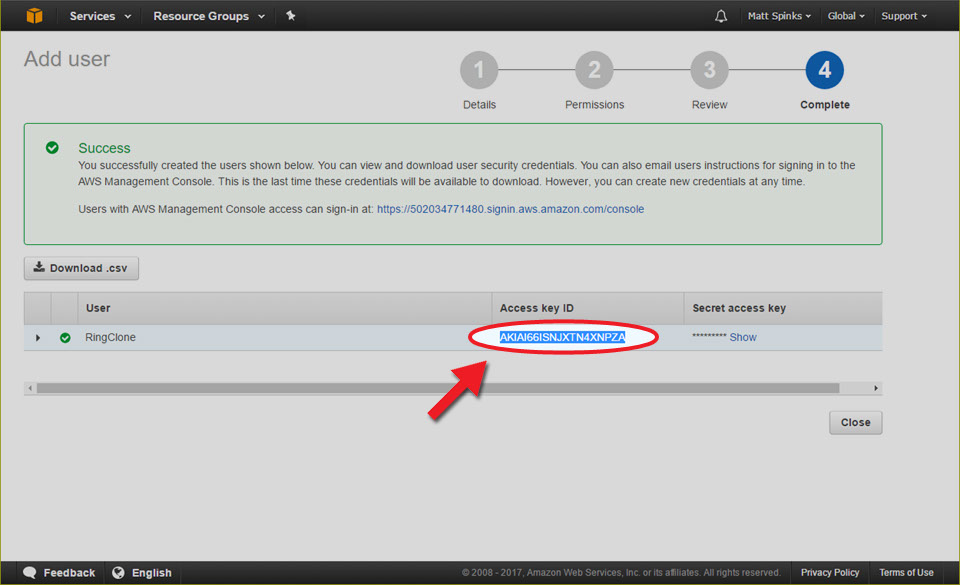 Services Resource Groups Matt Spinks Global Support
Add user
1 2 3 4
Details Permissions Review Complete
Success
You successfully created the users shown below. You can view and download user security credentials. You can also email users instructions for signing in to the
AWS Management Console. This is the last time these credentials will be available to download. However, you can create new credentials at any time.
Users with AWS Management Console access can sign-in at: https://502034771480.signin.aws.amazon.com/console
Download .csv
User Access key ID Secret access key
RingClone AKIAI66ISNJXTN4XNPZA ********* Show
Close
Feedback English © 2008 - 2017, Amazon Web Services, Inc. or its affiliates. All rights reserved. Privacy Policy Terms of Use